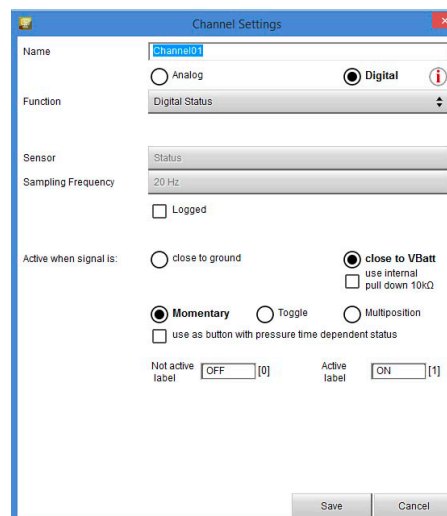 Channel Settings
Name
Channel01
Analog
Digital
Function
Digital Status
Sensor
Status
Sampling Frequency
20 Hz
Logged
Active when signal is:
close to ground
close to VBatt
use internal
pull down 10kΩ
Momentary
Toggle
Multiposition
use as button with pressure time dependent status
Not active
label
OFF
[0]
Active
label
ON
[1]
Save
Cancel